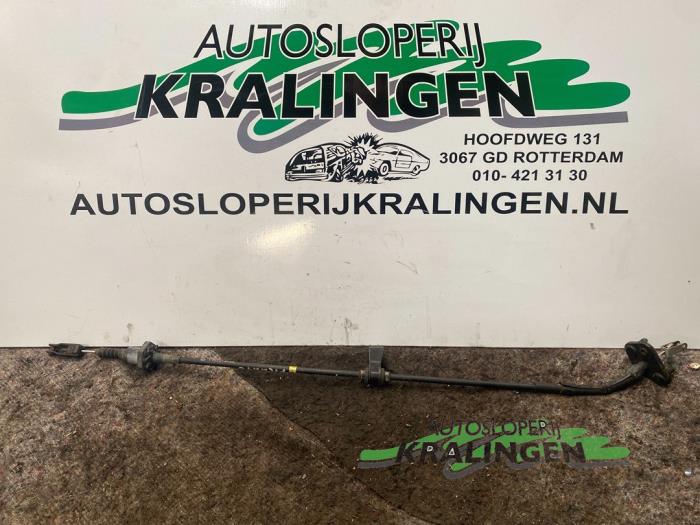 AUTOSLOPERIJ
KRALINGEN
HOOFDWEG 131
3067 GD ROTTERDAM
010- 421 31 30
AUTOSLOPERIJKRALINGEN.NL
AUTOSLOPERIJ
KRALINGEN